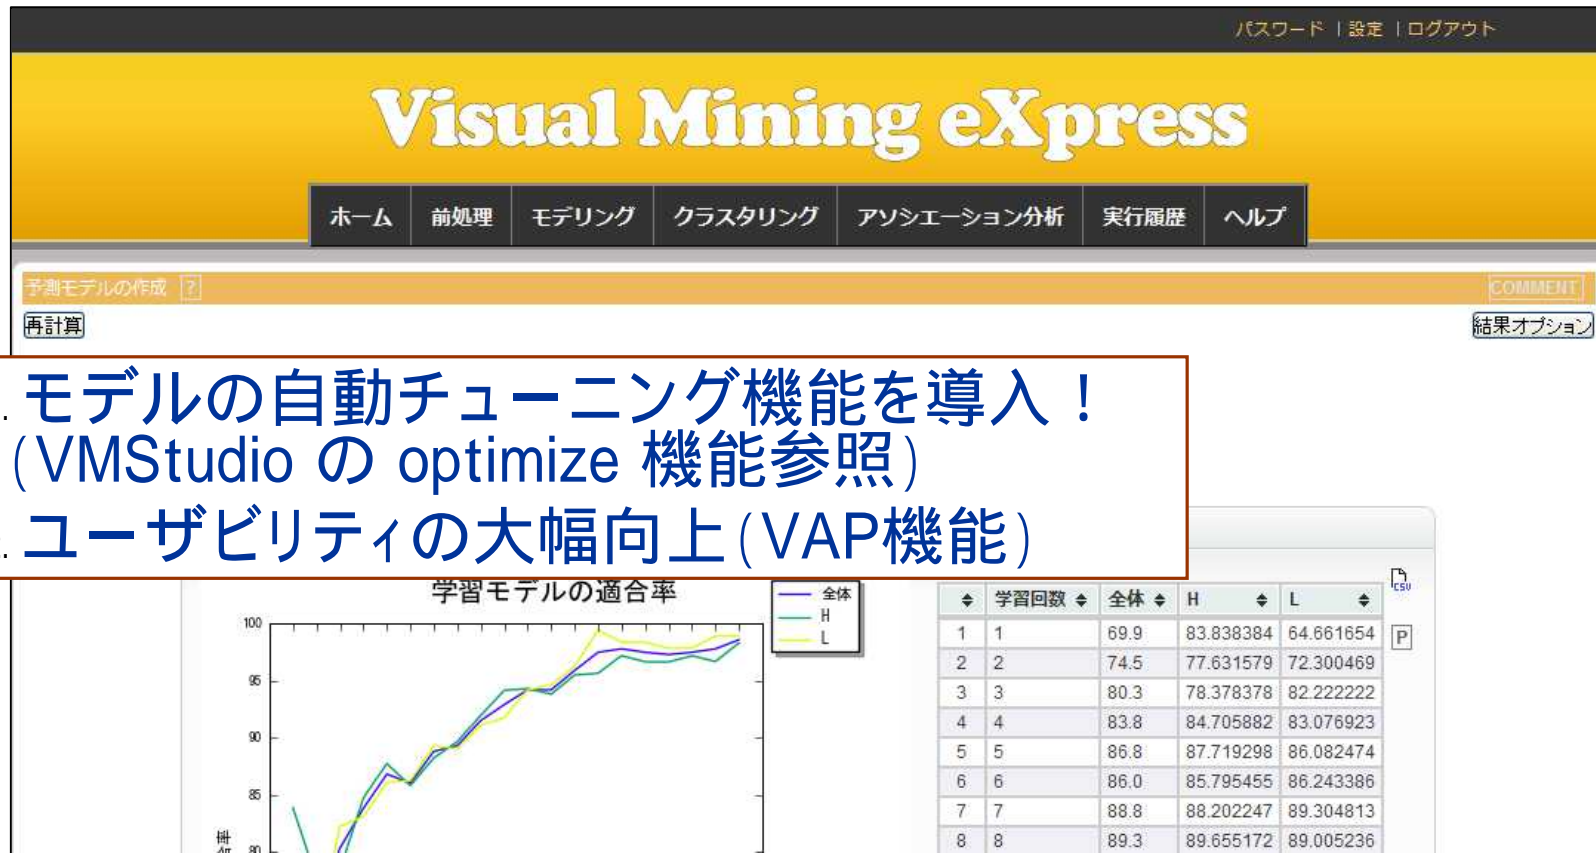 パスワード | 設定 | ログアウト
Visual Mining eXpress
ホーム 前処理 モデリング クラスタリング アソシエーション分析 実行履歴 ヘルプ
予測モデルの作成 [?] COMMENT
再計算 結果オプション
.モデルの自動チューニング機能を導入！
(VMStudio の optimize 機能参照)
.ユーザビリティの大幅向上(VAP機能)
学習モデルの適合率
全体
H
L
100
95
90
85
80
合率
CSV
P
学習回数 全体 H L
1 1 69.9 83.838384 64.661654
2 2 74.5 77.631579 72.300469
3 3 80.3 78.378378 82.222222
4 4 83.8 84.705882 83.076923
5 5 86.8 87.719298 86.082474
6 6 86.0 85.795455 86.243386
7 7 88.8 88.202247 89.304813
8 8 89.3 89.655172 89.005236